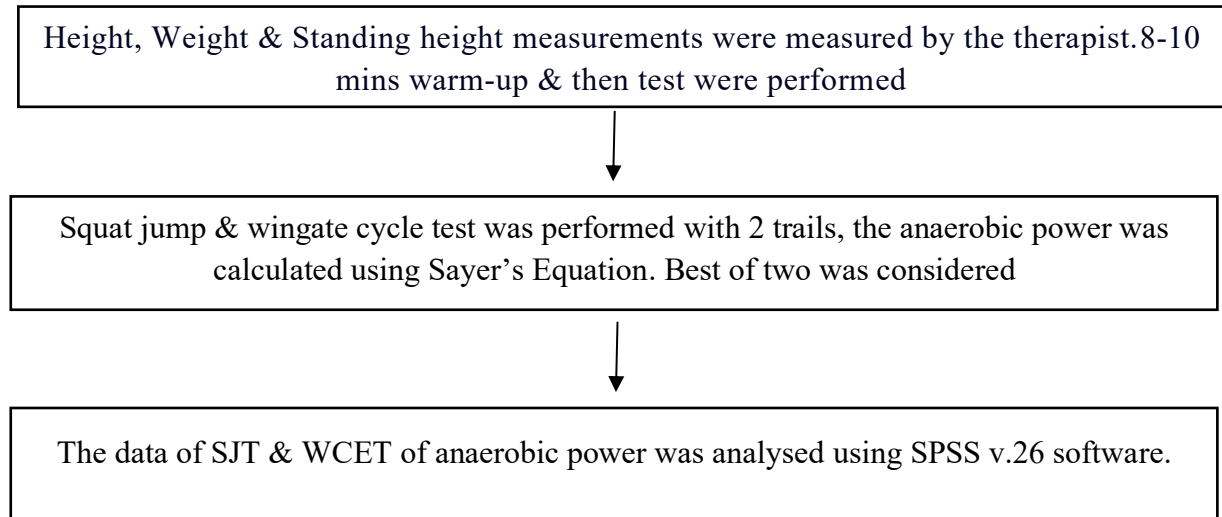 Height, Weight & Standing height measurements were measured by the therapist.8-10
mins warm-up & then test were performed
Squat jump & wingate cycle test was performed with 2 trails, the anaerobic power was
calculated using Sayer’s Equation. Best of two was considered
The data of SJT & WCET of anaerobic power was analysed using SPSS v.26 software.